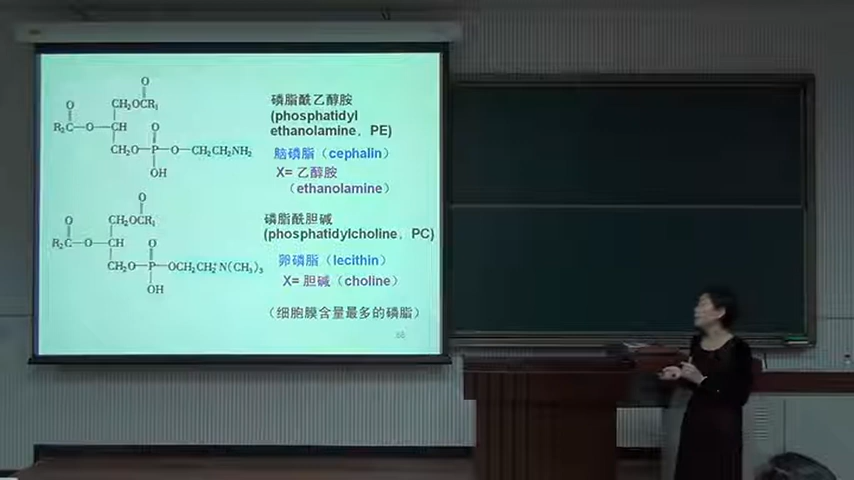 O
CH₂OCR₁
O
R₂C—O—CH
O
CH₂O—P—O—CH₂CH₂NH₂
OH
磷脂酰乙醇胺
(phosphatidyl
ethanolamine，PE)
脑磷脂（cephalin）
X= 乙醇胺
（ethanolamine）
O
CH₂OCR₁
O
R₂C—O—CH
O
CH₂O—P—OCH₂CH₂⁺N(CH₃)₃
OH
磷脂酰胆碱
(phosphatidylcholine，PC)
卵磷脂（lecithin）
X= 胆碱（choline）
（细胞膜含量最多的磷脂）